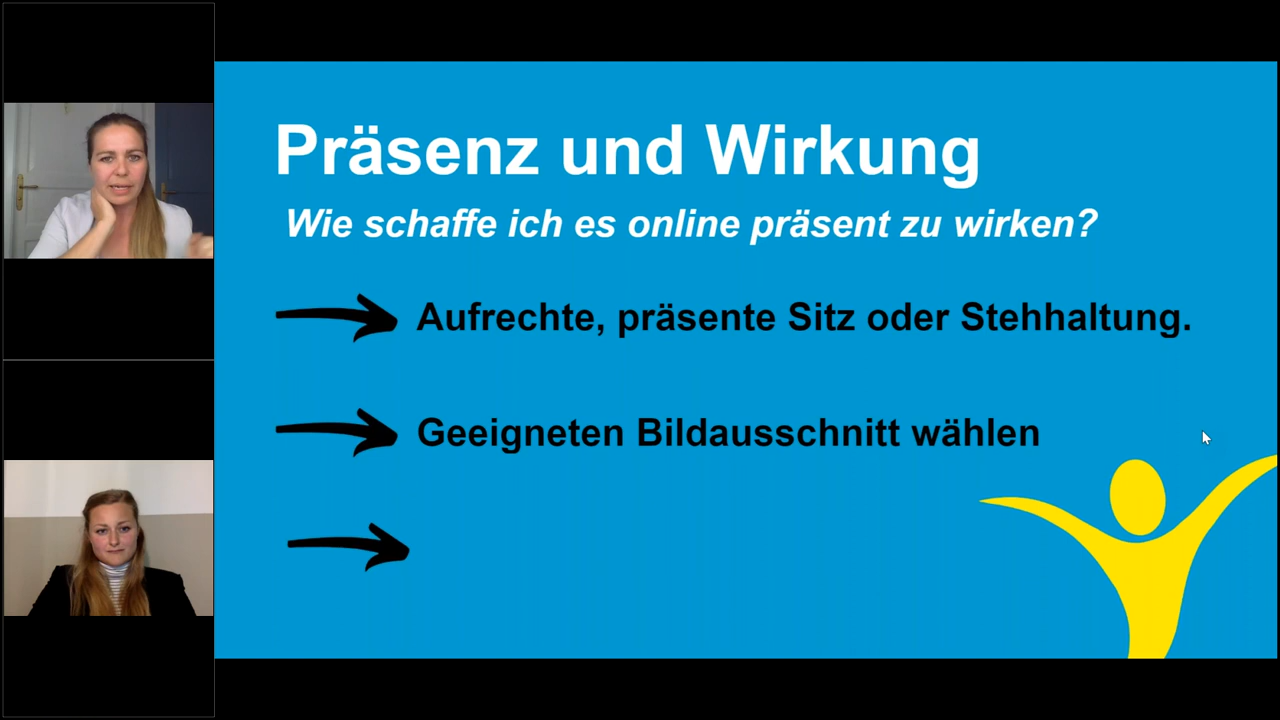 Präsenz und Wirkung
Wie schaffe ich es online präsent zu wirken?
Aufrechte, präsente Sitz oder Stehhaltung.
Geeigneten Bildausschnitt wählen